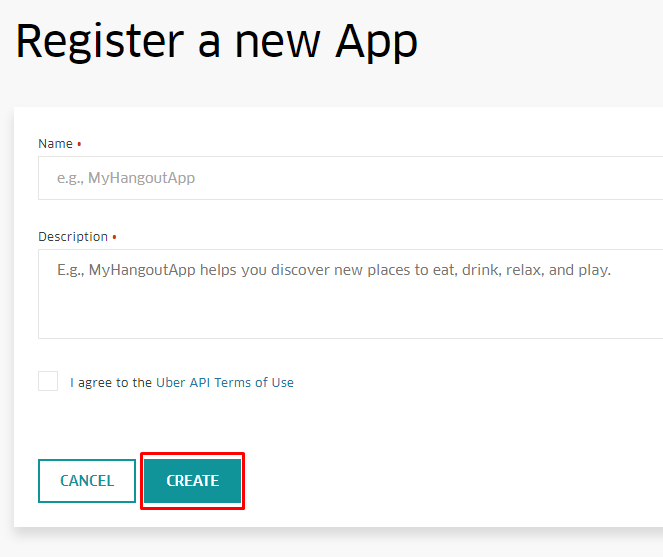 Register a new App
Name •
e.g., MyHangoutApp
Description •
E.g., MyHangoutApp helps you discover new places to eat, drink, relax, and play.
I agree to the Uber API Terms of Use
CANCEL CREATE